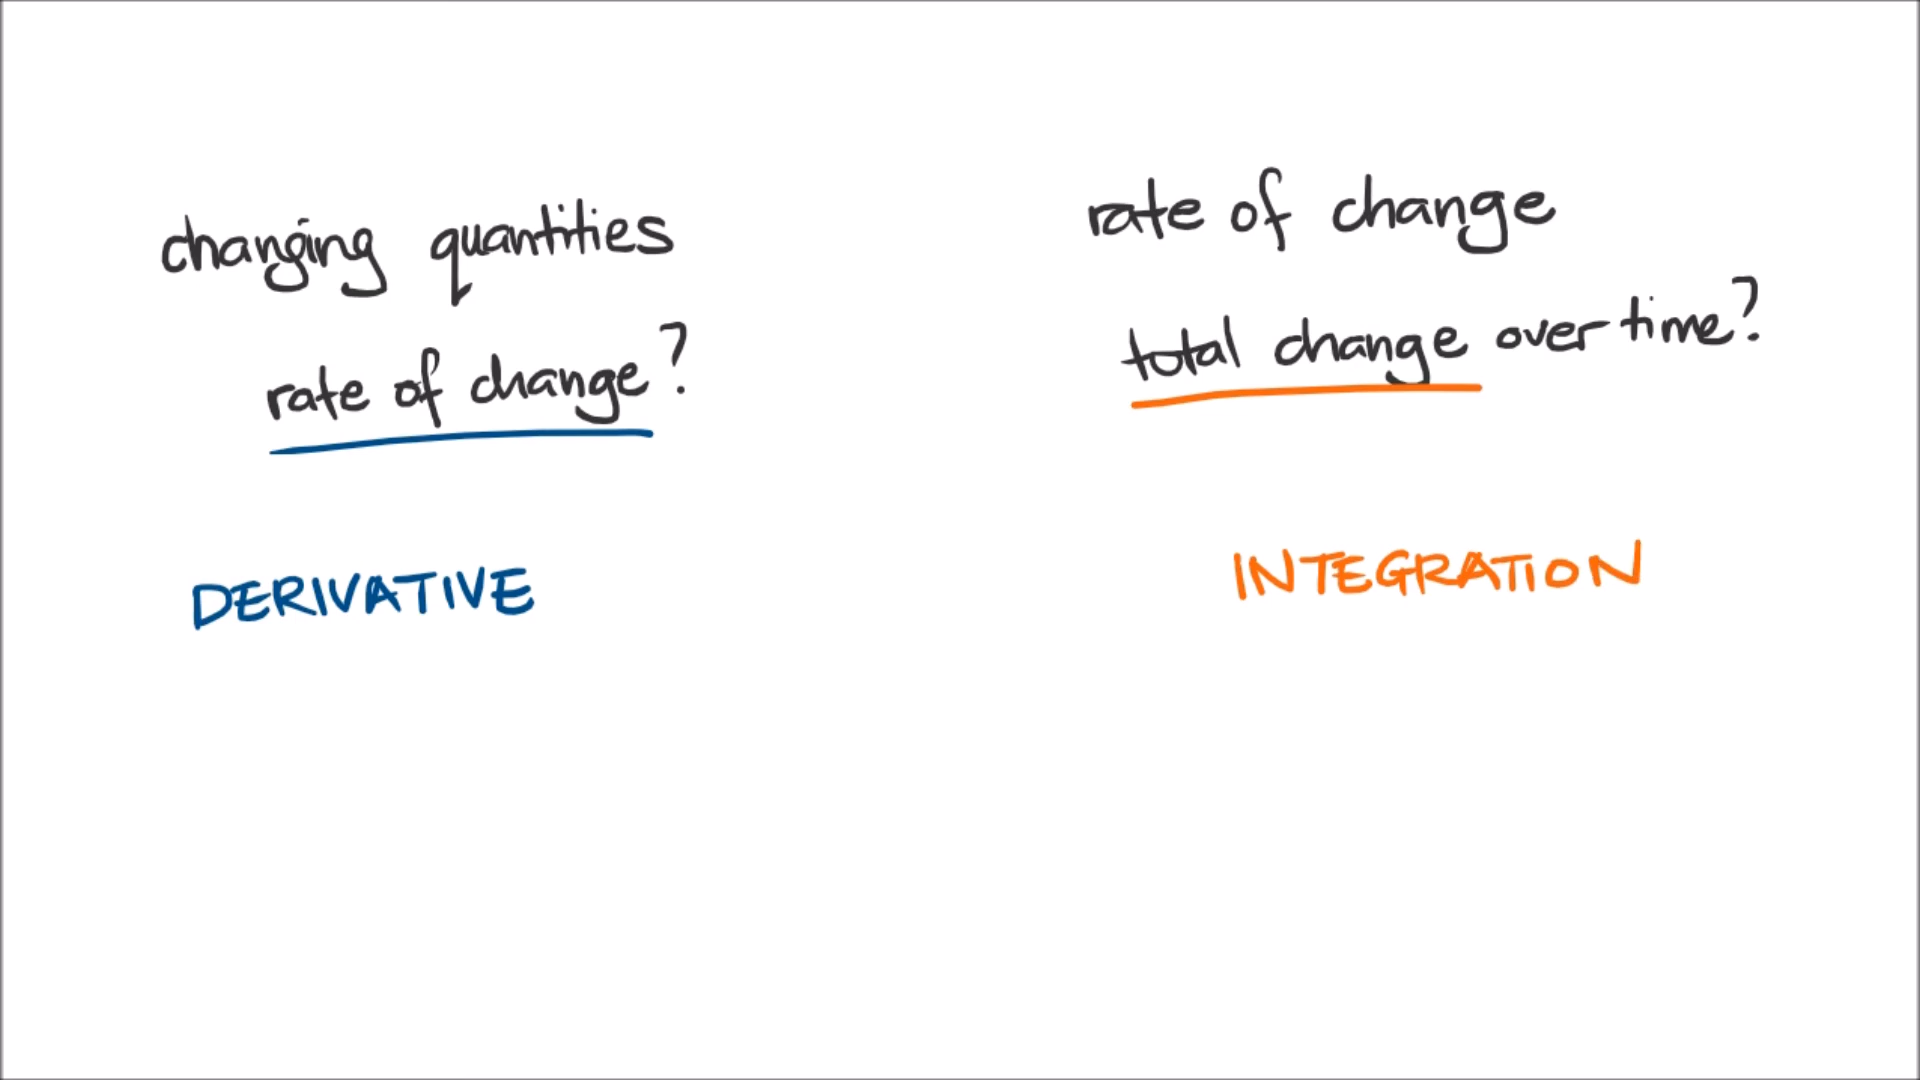 changing quantities
rate of change?
DERIVATIVE
rate of change
total change over time?
INTEGRATION